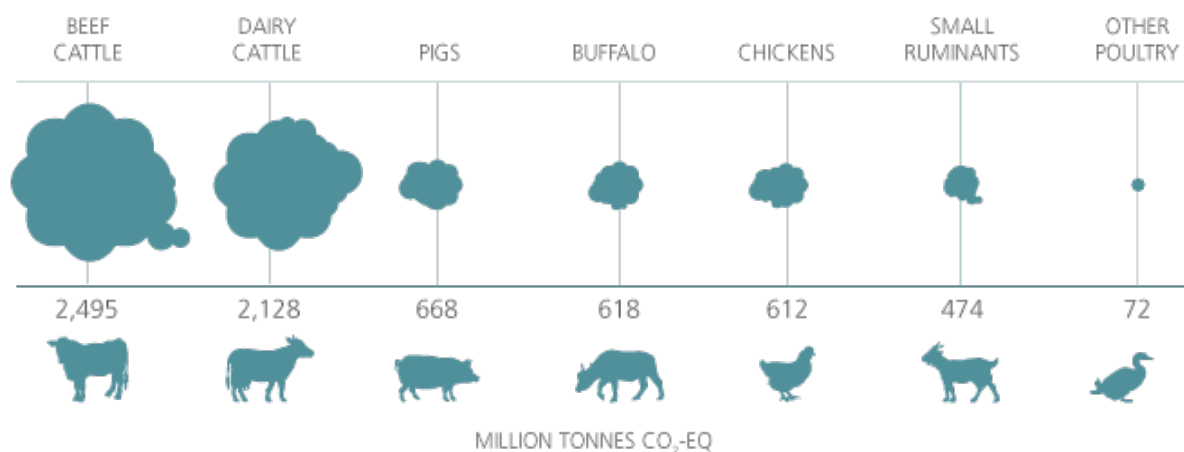 BEEF
CATTLE
DAIRY
CATTLE
PIGS
BUFFALO
CHICKENS
SMALL
RUMINANTS
OTHER
POULTRY
2,495
2,128
668
618
612
474
72
MILLION TONNES CO₂-EQ